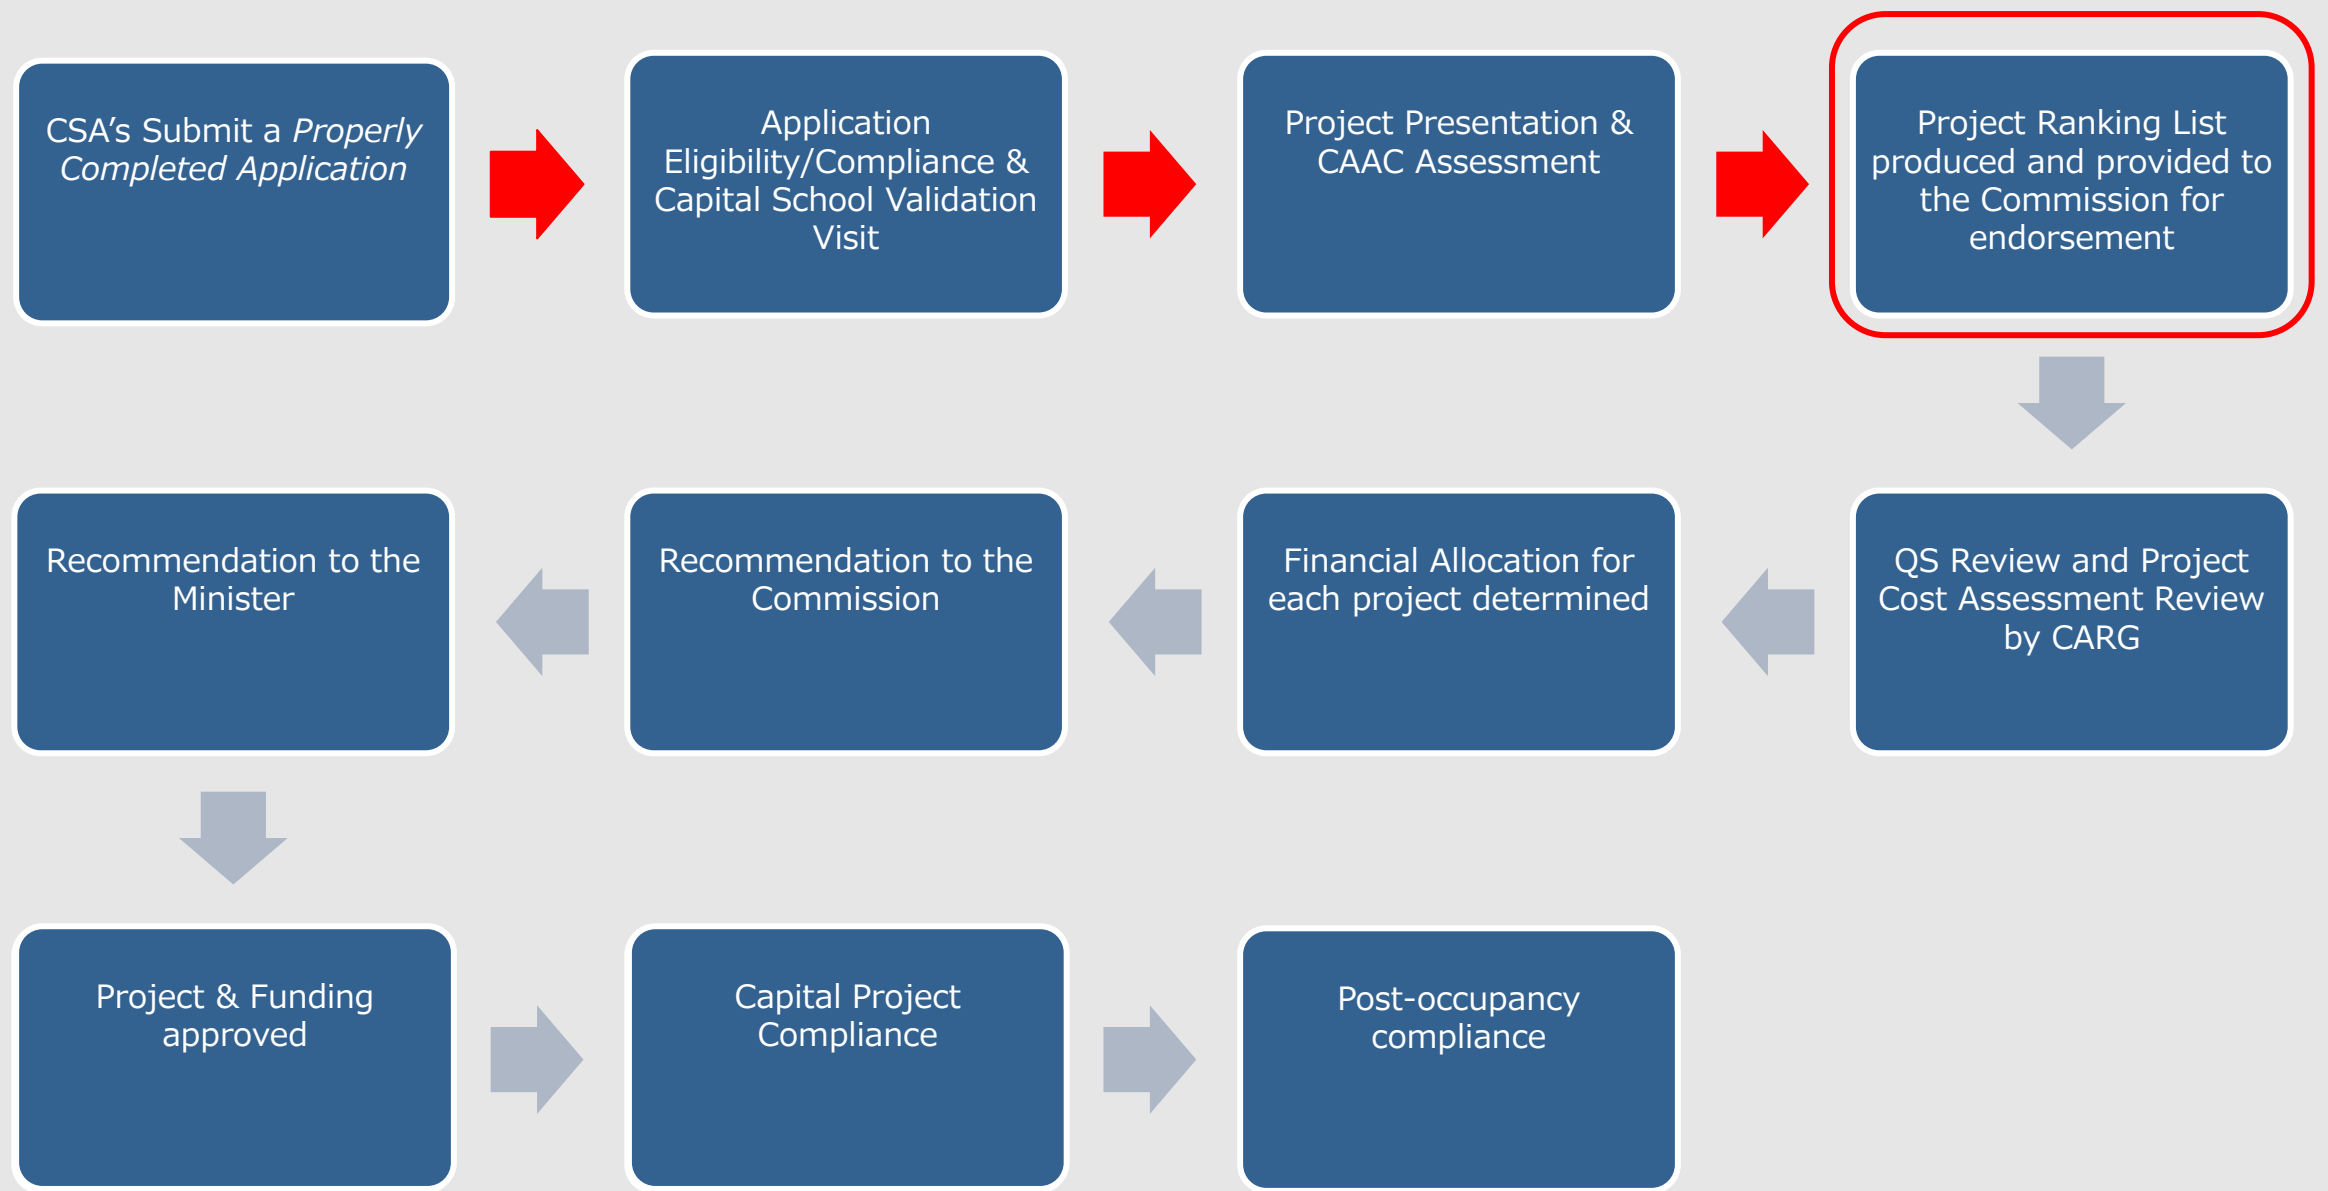 CSA’s Submit a Properly
Completed Application
Application
Eligibility/Compliance &
Capital School Validation
Visit
Project Presentation &
CAAC Assessment
Project Ranking List
produced and provided to
the Commission for
endorsement
QS Review and Project
Cost Assessment Review
by CARG
Financial Allocation for
each project determined
Recommendation to the
Commission
Recommendation to the
Minister
Project & Funding
approved
Capital Project
Compliance
Post-occupancy
compliance